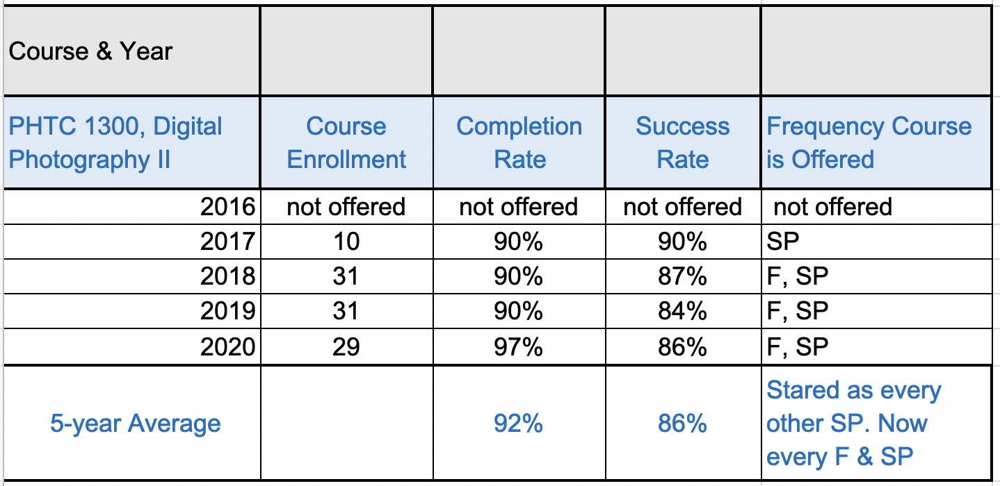 Course & Year
PHTC 1300, Digital Photography II Course Enrollment Completion Rate Success Rate Frequency Course is Offered
2016 not offered not offered not offered not offered
2017 10 90% 90% SP
2018 31 90% 87% F, SP
2019 31 90% 84% F, SP
2020 29 97% 86% F, SP
5-year Average 92% 86% Stared as every other SP. Now every F & SP